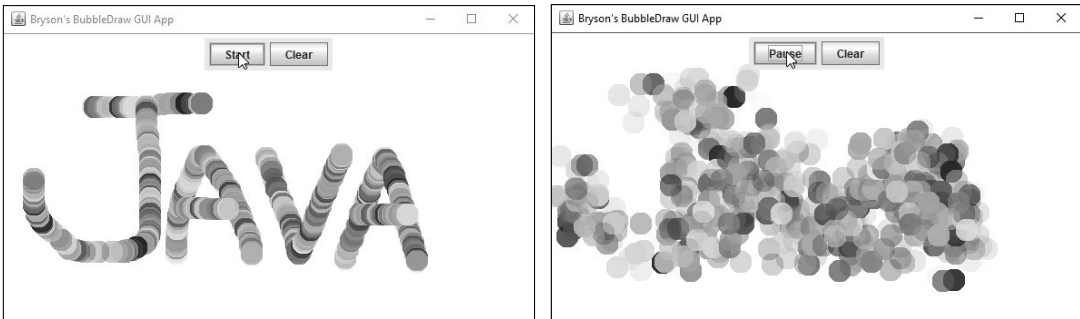 Bryson's BubbleDraw GUI App
Start Clear
JAVA
Bryson's BubbleDraw GUI App
Pause Clear